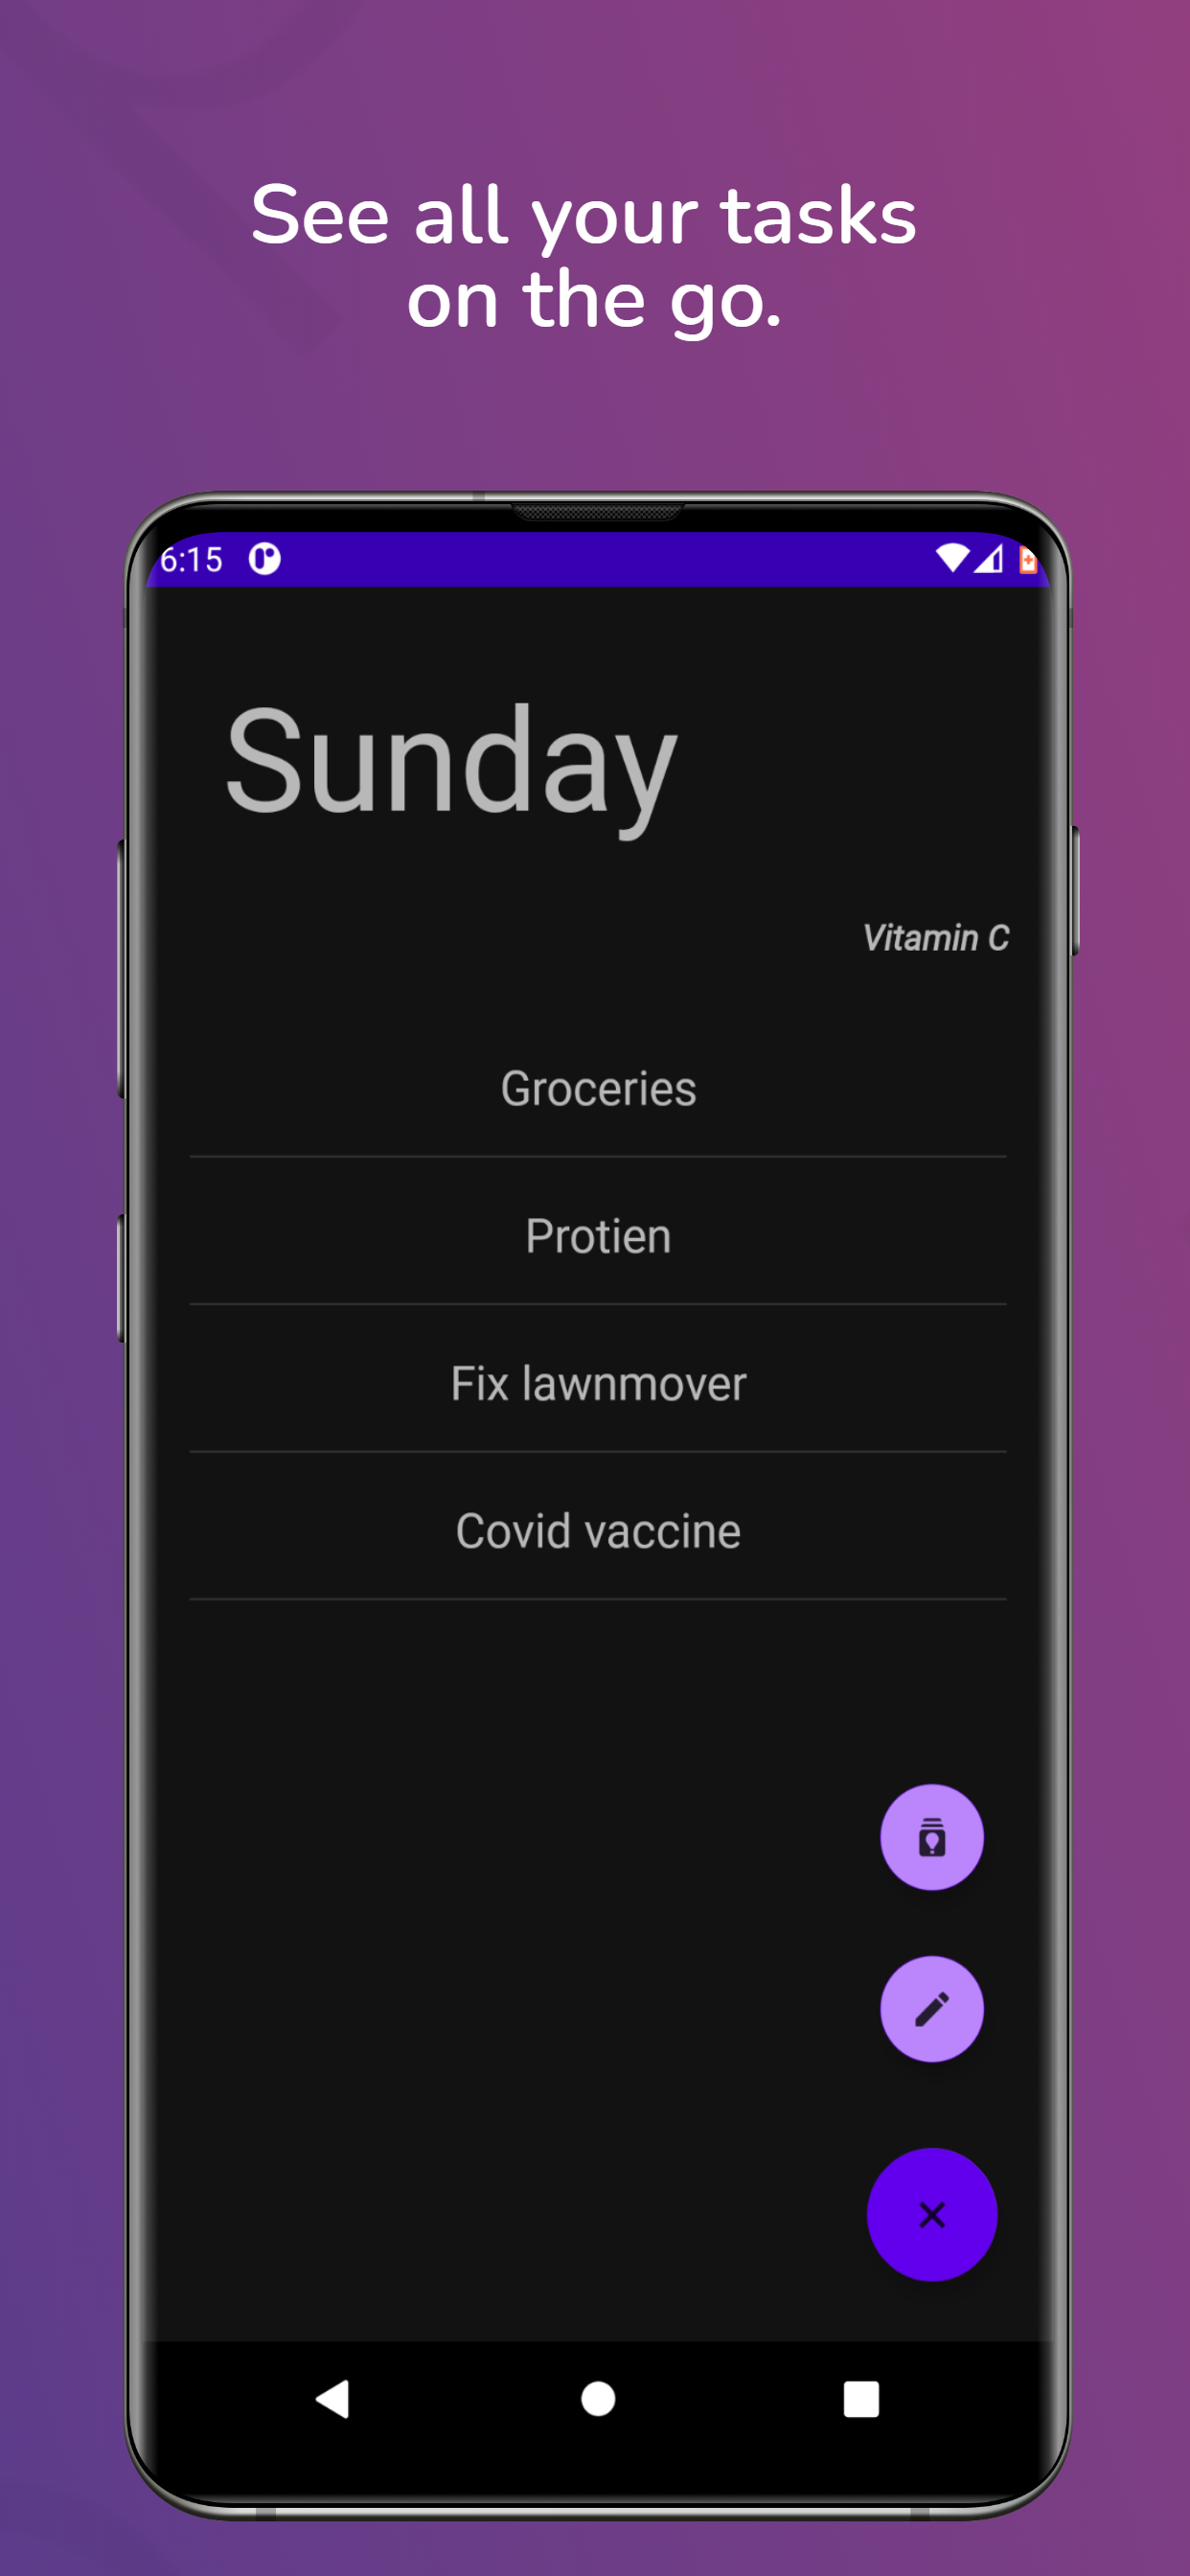 See all your tasks
on the go.
6:15
Sunday
Vitamin C
Groceries
Protien
Fix lawnmover
Covid vaccine